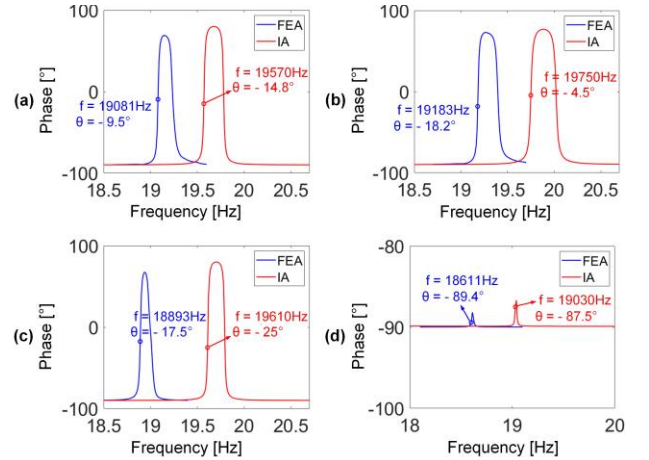 100
0
-100
Phase [°]
(a)
FEA
IA
f = 19570Hz
θ = - 14.8°
f = 19081Hz
θ = - 9.5°
18.5 19 19.5 20 20.5
Frequency [Hz]
100
0
-100
Phase [°]
(b)
FEA
IA
f = 19750Hz
θ = - 4.5°
f = 19183Hz
θ = - 18.2°
18.5 19 19.5 20 20.5
Frequency [Hz]
100
0
-100
Phase [°]
(c)
FEA
IA
f = 18893Hz
θ = - 17.5°
f = 19610Hz
θ = - 25°
18.5 19 19.5 20 20.5
Frequency [Hz]
-80
-90
-100
Phase [°]
(d)
FEA
IA
f = 18611Hz
θ = - 89.4°
f = 19030Hz
θ = - 87.5°
18 19 20
Frequency [Hz]